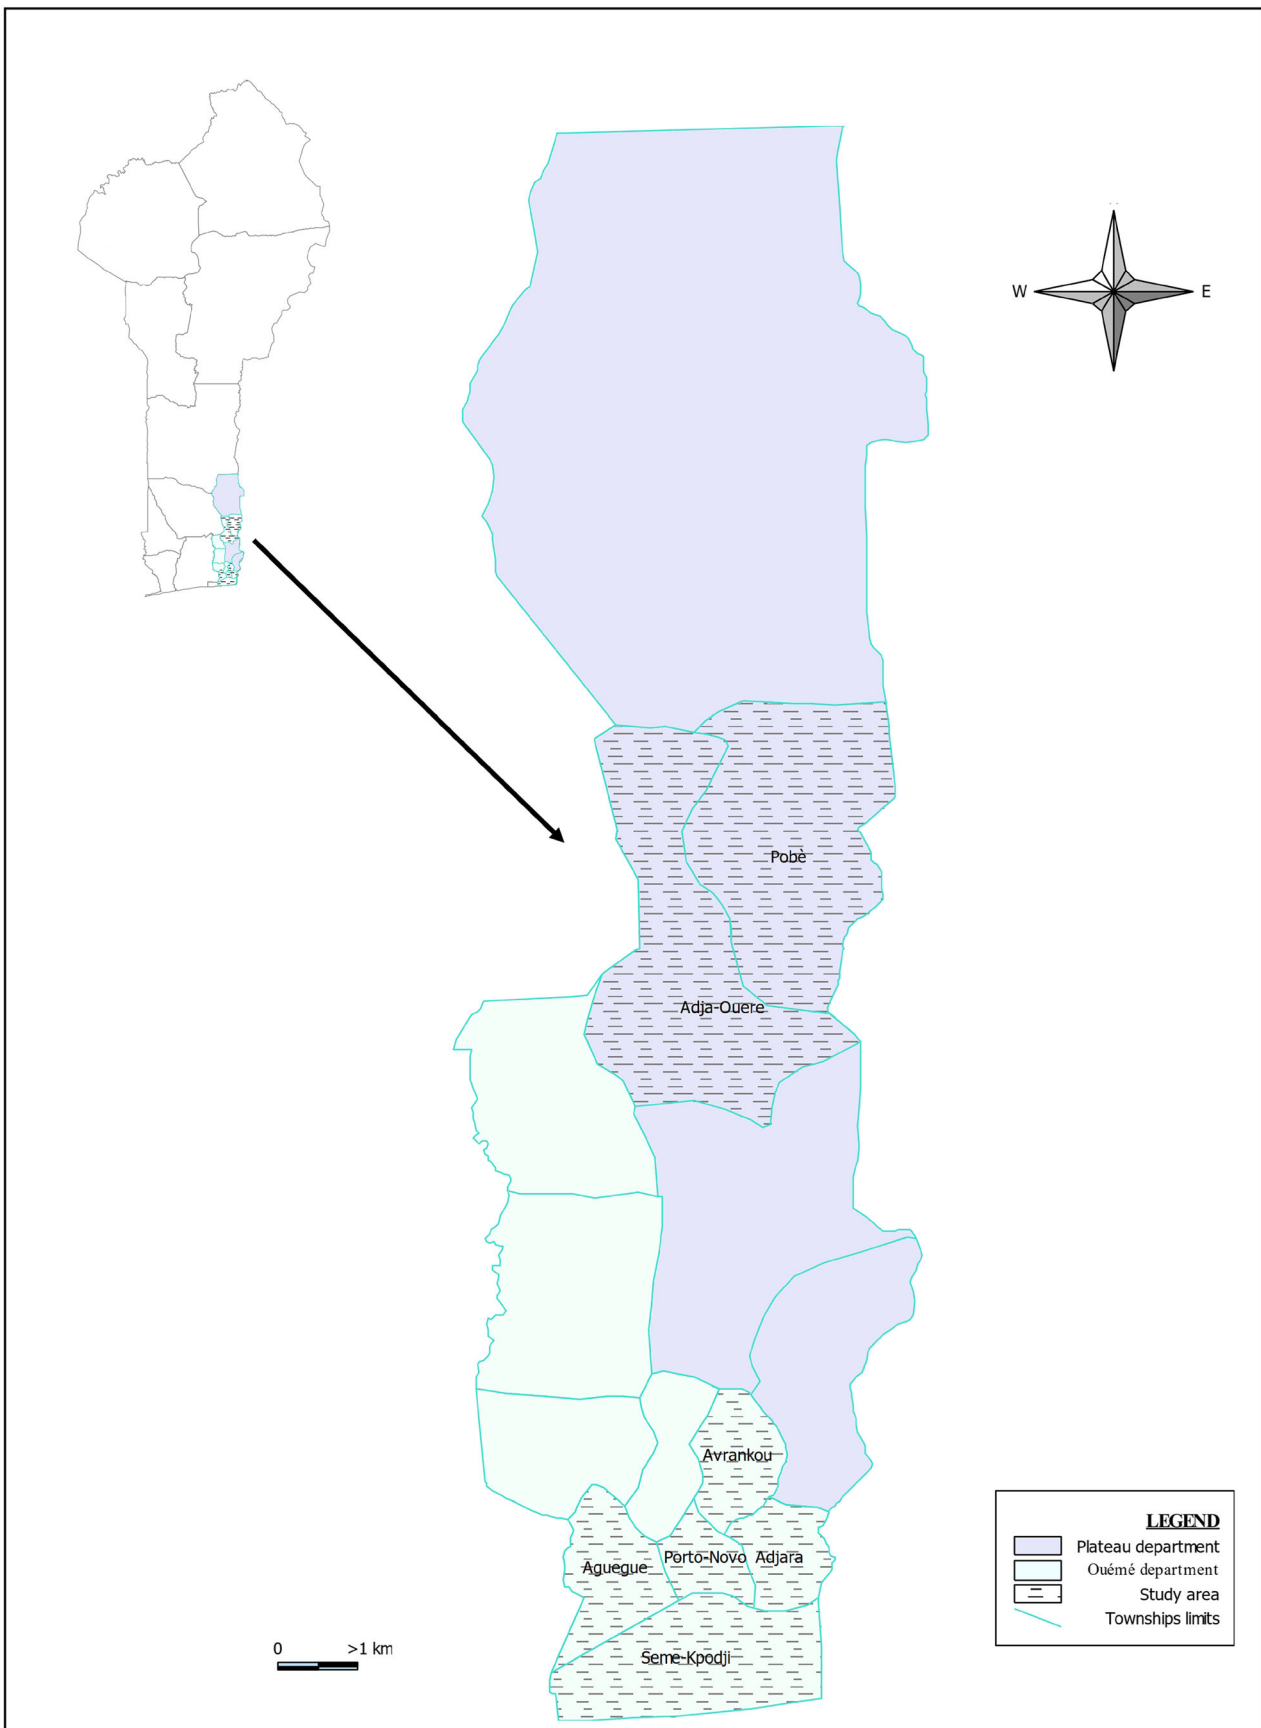 W
E
Pobè
Adja-Ouere
Avrankou
Aguegue
Porto-Novo
Adjara
Seme-Kpodji
0 >1 km
LEGEND
Plateau department
Ouémé department
Study area
Townships limits